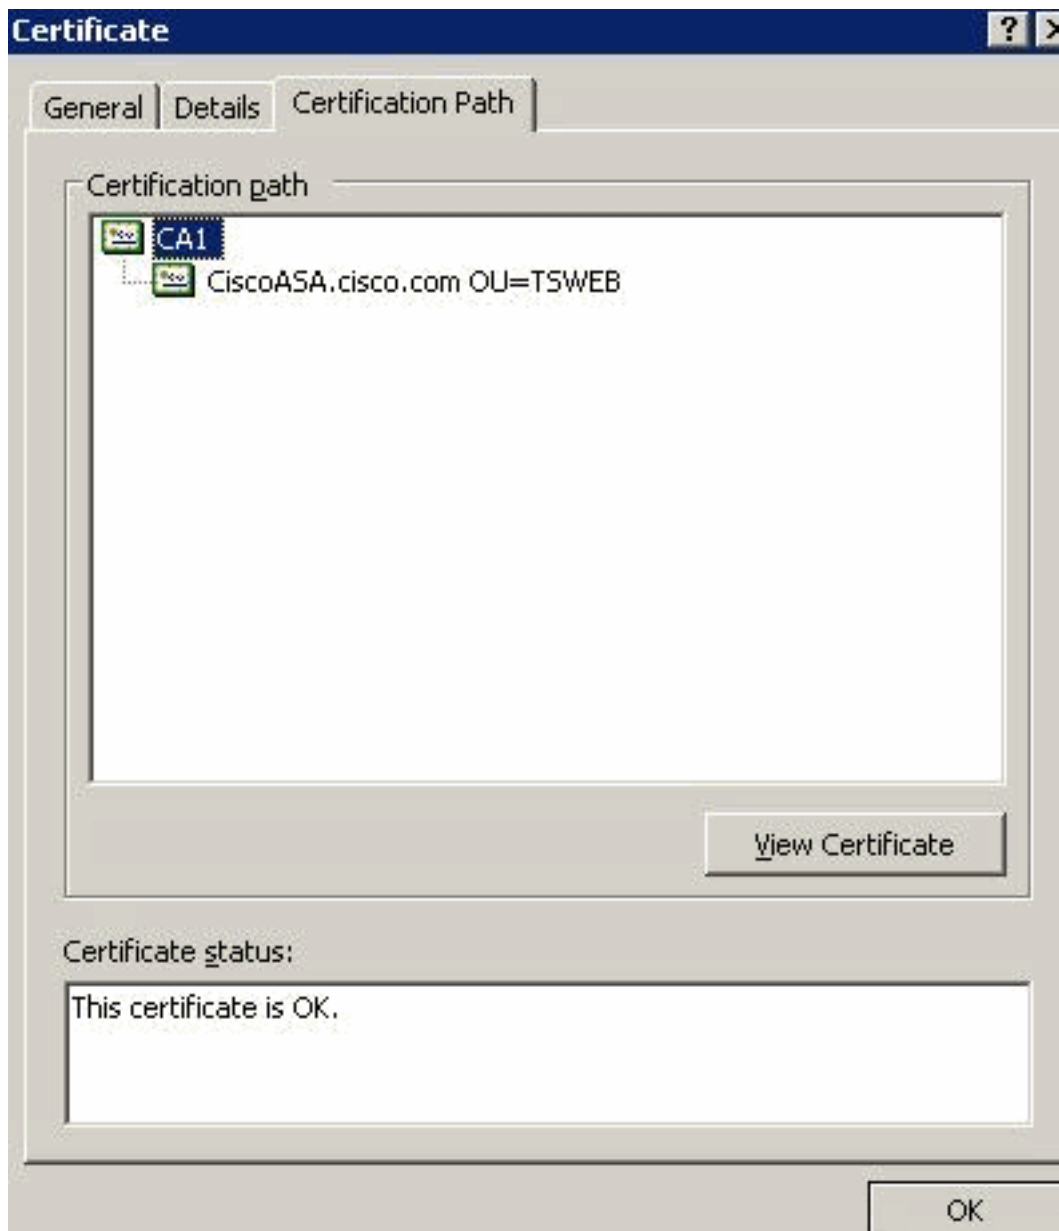 Certificate
General
Details
Certification Path
Certification path
CA1
CiscoASA.cisco.com OU=TSWEB
View Certificate
Certificate status:
This certificate is OK.
OK